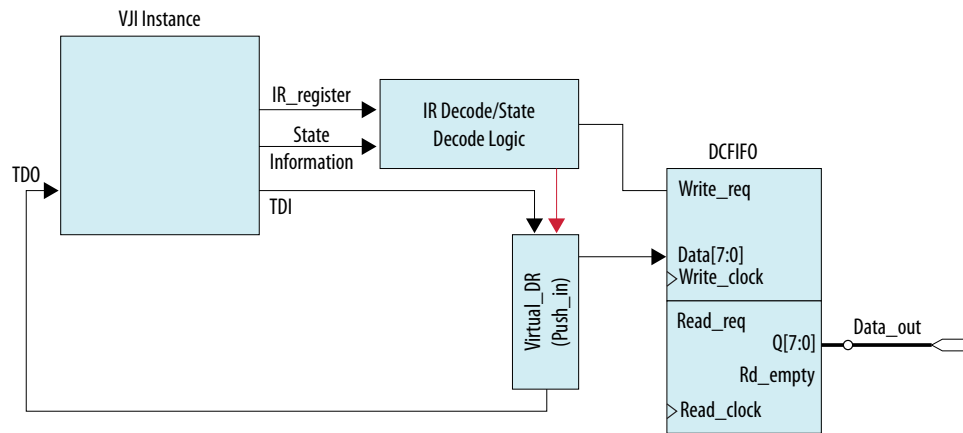 VJI Instance
IR_register
State
Information
TDO
TDI
IR Decode/State
Decode Logic
Virtual_DR
(Push_in)
DCFIFO
Write_req
Data[7:0]
Write_clock
Read_req
Q[7:0]
Rd_empty
Read_clock
Data_out